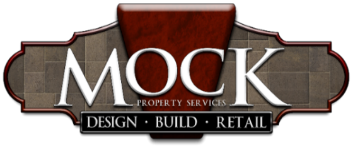 MOCK
PROPERTY SERVICES
DESIGN · BUILD · RETAIL